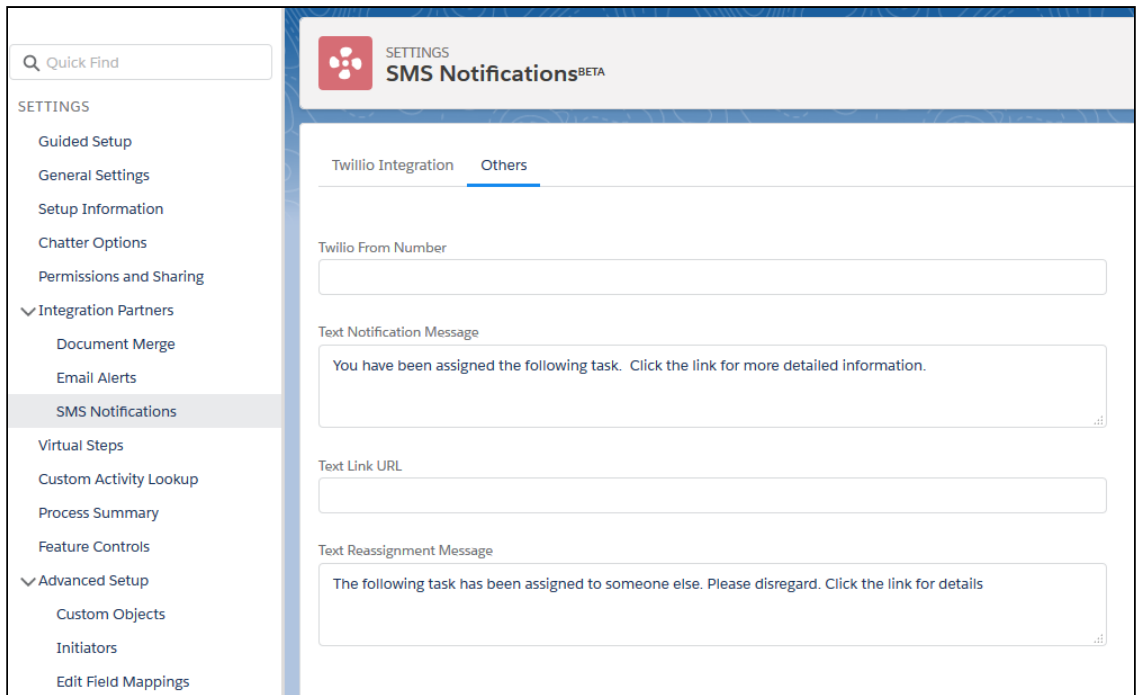 Quick Find
SETTINGS
Guided Setup
General Settings
Setup Information
Chatter Options
Permissions and Sharing
Integration Partners
Document Merge
Email Alerts
SMS Notifications
Virtual Steps
Custom Activity Lookup
Process Summary
Feature Controls
Advanced Setup
Custom Objects
Initiators
Edit Field Mappings
SETTINGS
SMS Notifications BETA
Twillio Integration
Others
Twilio From Number
Text Notification Message
You have been assigned the following task.  Click the link for more detailed information.
Text Link URL
Text Reassignment Message
The following task has been assigned to someone else. Please disregard. Click the link for details